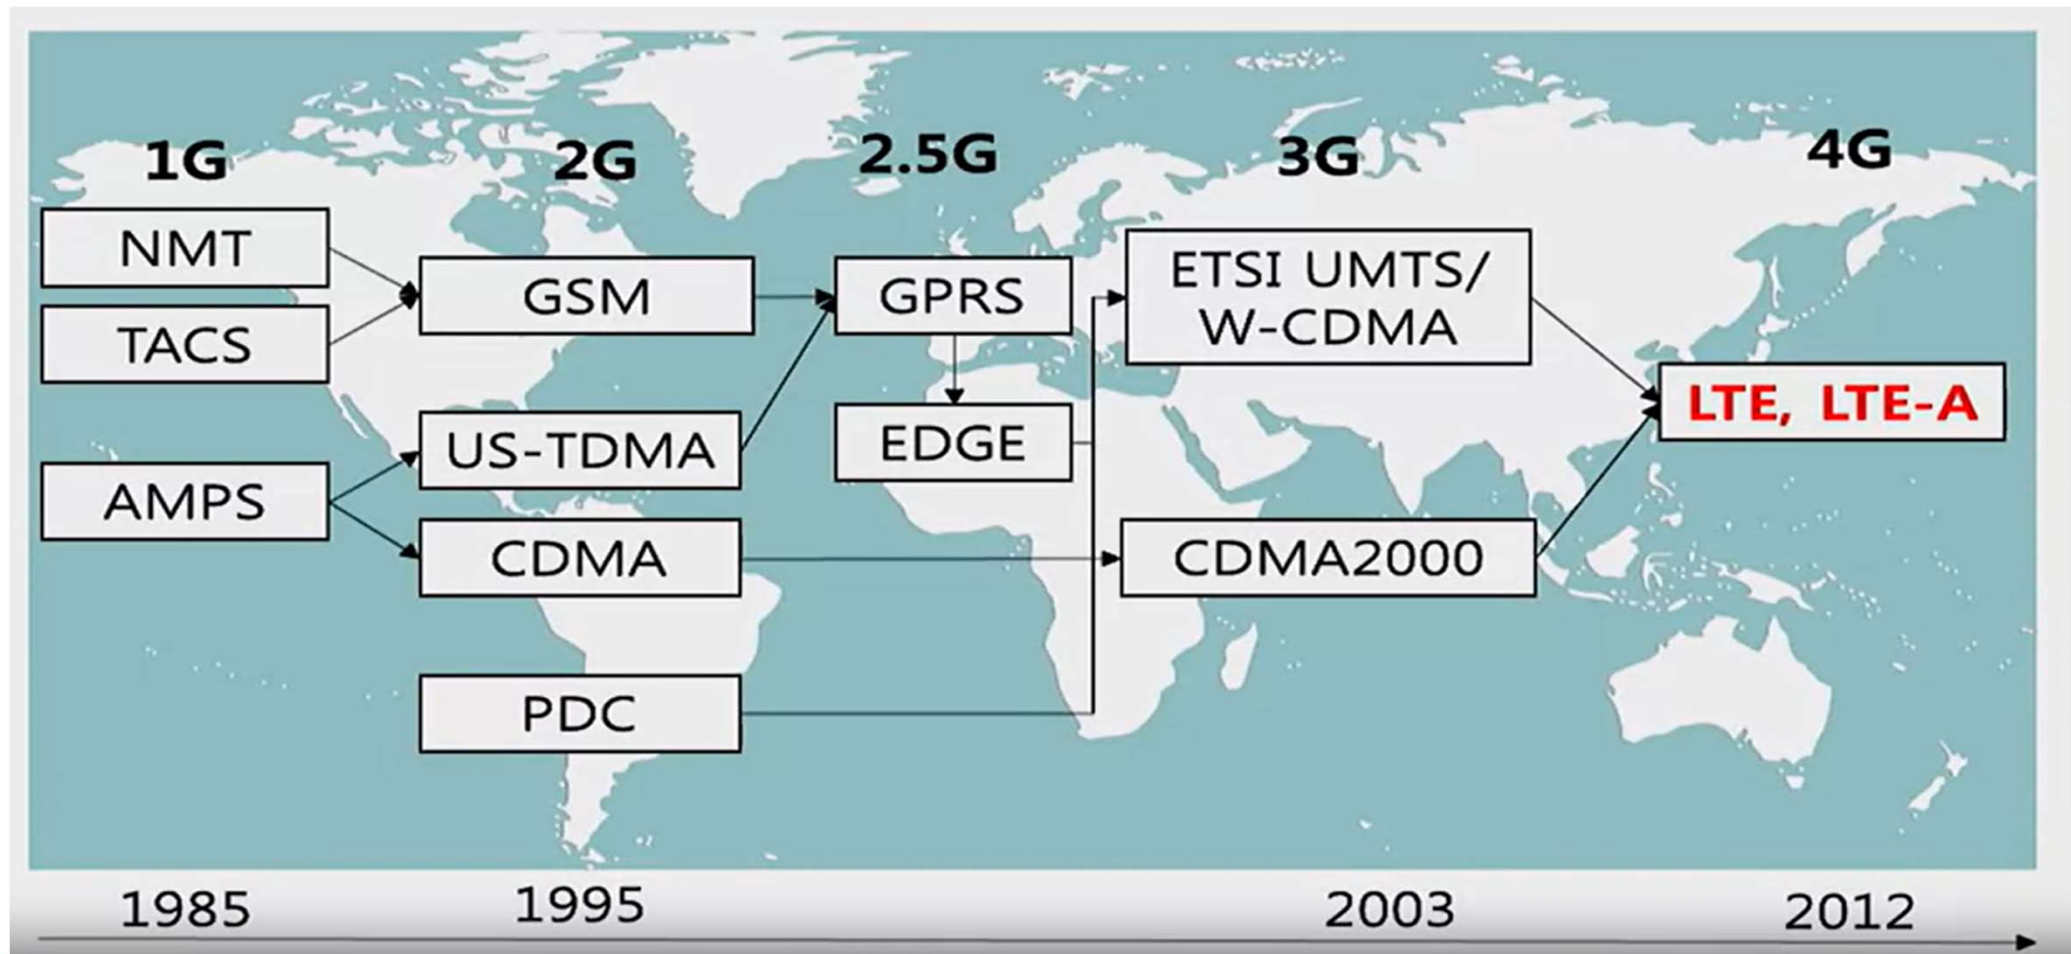 1G
2G
2.5G
3G
4G
NMT
TACS
AMPS
GSM
US-TDMA
CDMA
PDC
GPRS
EDGE
ETSI UMTS/
W-CDMA
CDMA2000
LTE, LTE-A
1985
1995
2003
2012